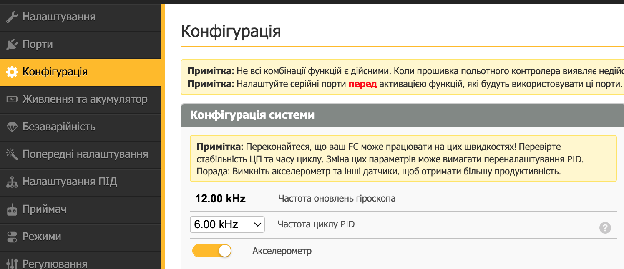 Налаштування
Порти
Конфігурація
Живлення та акумулятор
Безаварійність
Попередні налаштування
Налаштування ПІД
Приймач
Режими
Регулювання
Конфігурація
Примітка: Не всі комбінації функцій є дійсними. Коли прошивка польотного контролера виявляє
Примітка: Налаштуйте серійні порти перед активацією функцій, які будуть використовувати ці порти.
Конфігурація системи
Примітка: Переконайтеся, що ваш FC може працювати на цих швидкостях! Перевірте
стабільність ЦП та часу циклу. Зміна цих параметрів може вимагати переналаштування PID.
Порада: Вимкніть акселерометр та інші датчики, щоб отримати більшу продуктивність.
12.00 kHz Частота оновлень гіроскопа
6.00 kHz Частота циклу PID ?
Акселерометр